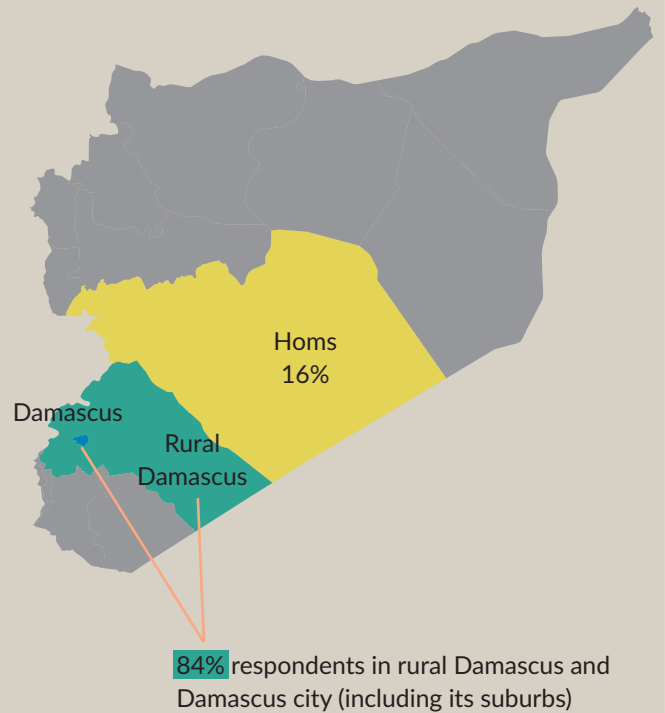 Homs
16%
Damascus
Rural
Damascus
84% respondents in rural Damascus and
Damascus city (including its suburbs)